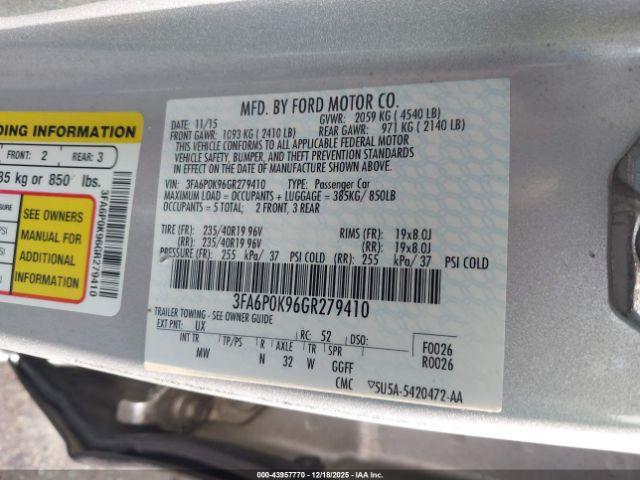 MFD. BY FORD MOTOR CO.
DATE: 11/15 GVWR: 2059 KG ( 4540 LB)
FRONT GAWR: 1093 KG ( 2410 LB) REAR GAWR: 971 KG ( 2140 LB)
THIS VEHICLE CONFORMS TO ALL APPLICABLE FEDERAL MOTOR
VEHICLE SAFETY, BUMPER, AND THEFT PREVENTION STANDARDS
IN EFFECT ON THE DATE OF MANUFACTURE SHOWN ABOVE.
VIN: 3FA6P0K96GR279410 TYPE: Passenger Car
MAXIMUM LOAD = OCCUPANTS + LUGGAGE = 385KG/ 850LB
OCCUPANTS = 5 TOTAL; 2 FRONT, 3 REAR
TIRE (FR): 235/40R19 96V RIMS (FR): 19x8.0J
(RR): 235/40R19 96V (RR): 19x8.0J
PRESSURE (FR): 255 kPa/ 37 PSI COLD (RR): 255 kPa/ 37 PSI COLD
3FA6P0K96GR279410
TRAILER TOWING - SEE OWNER GUIDE
EXT PNT: UX RC: 52 DSO: F0026
R0026
INT TR TP/PS R AXLE TR SPR
MW N 32 W GGFF
CMC 5U5A-5420472-AA
DING INFORMATION
FRONT: 2 REAR: 3
85 kg or 850 lbs.
SURE
PSI
PSI
SEE OWNERS
MANUAL FOR
ADDITIONAL
INFORMATION
3FA6P0K96GR279410
000-43957770 | 12/18/2025 | IAA Inc.